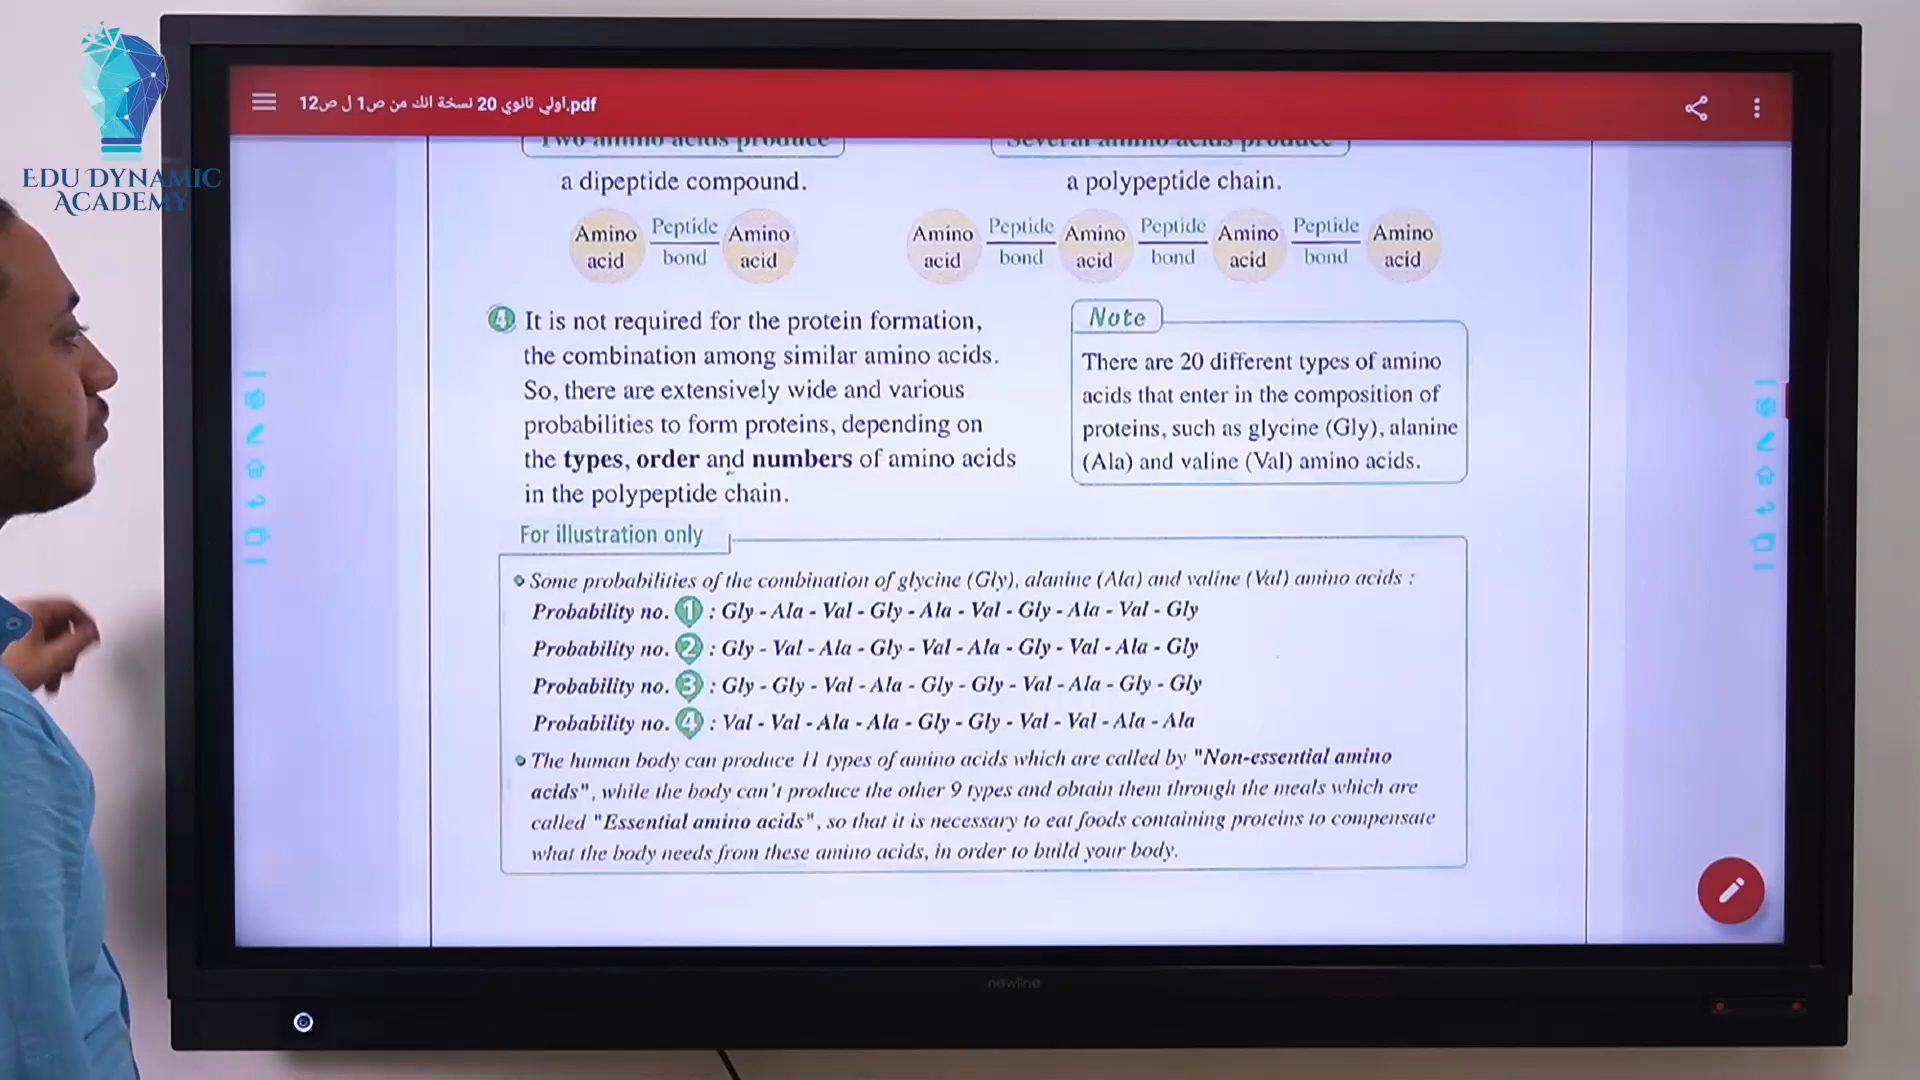 EDU DYNAMIC
ACADEMY
اولي ثانوي 20 نسخة انك من ص1 ل ص12.pdf
Two amino acids produce
a dipeptide compound.
Several amino acids produce
a polypeptide chain.
Amino acid Peptide bond Amino acid
Amino acid Peptide bond Amino acid Peptide bond Amino acid Peptide bond Amino acid
4 It is not required for the protein formation,
the combination among similar amino acids.
So, there are extensively wide and various
probabilities to form proteins, depending on
the types, order and numbers of amino acids
in the polypeptide chain.
Note
There are 20 different types of amino
acids that enter in the composition of
proteins, such as glycine (Gly), alanine
(Ala) and valine (Val) amino acids.
For illustration only
Some probabilities of the combination of glycine (Gly), alanine (Ala) and valine (Val) amino acids :
Probability no. 1 : Gly - Ala - Val - Gly - Ala - Val - Gly - Ala - Val - Gly
Probability no. 2 : Gly - Val - Ala - Gly - Val - Ala - Gly - Val - Ala - Gly
Probability no. 3 : Gly - Gly - Val - Ala - Gly - Gly - Val - Ala - Gly - Gly
Probability no. 4 : Val - Val - Ala - Ala - Gly - Gly - Val - Val - Ala - Ala
The human body can produce 11 types of amino acids which are called by "Non-essential amino
acids", while the body can't produce the other 9 types and obtain them through the meals which are
called "Essential amino acids", so that it is necessary to eat foods containing proteins to compensate
what the body needs from these amino acids, in order to build your body.
newline